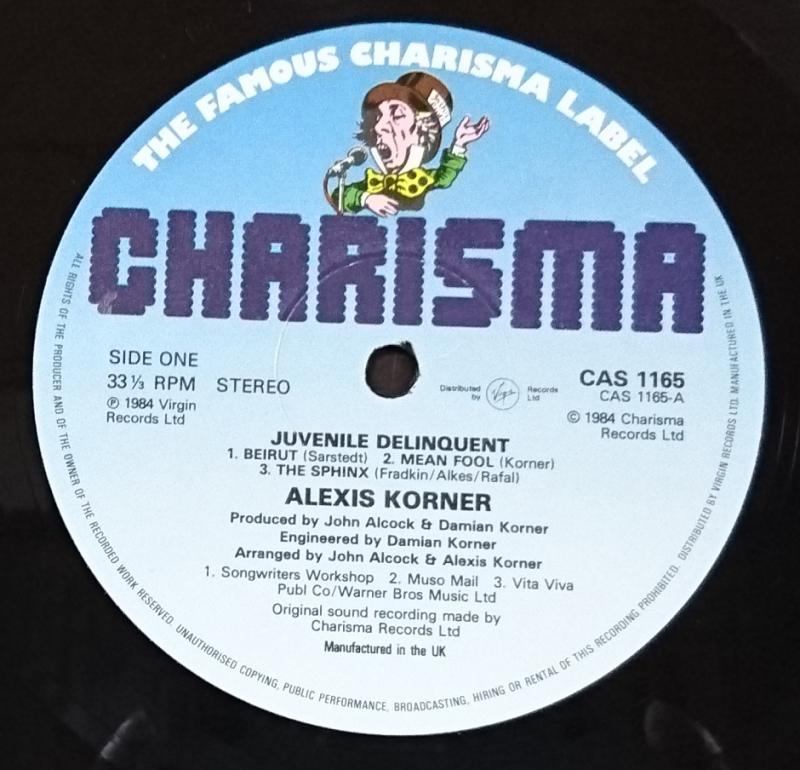 THE FAMOUS CHARISMA LABEL
CHARISMA
SIDE ONE
33⅓ RPM STEREO
℗ 1984 Virgin
Records Ltd
Distributed
by
Virgin
Records
Ltd
CAS 1165
CAS 1165-A
© 1984 Charisma
Records Ltd
JUVENILE DELINQUENT
1. BEIRUT (Sarstedt) 2. MEAN FOOL (Korner)
3. THE SPHINX (Fradkin/Alkes/Rafal)
ALEXIS KORNER
Produced by John Alcock & Damian Korner
Engineered by Damian Korner
Arranged by John Alcock & Alexis Korner
1. Songwriters Workshop 2. Muso Mail 3. Vita Viva
Publ Co/Warner Bros Music Ltd
Original sound recording made by
Charisma Records Ltd
Manufactured in the UK
ALL RIGHTS OF THE PRODUCER AND OF THE OWNER OF THE RECORDED WORK RESERVED. UNAUTHORISED COPYING, PUBLIC PERFORMANCE, BROADCASTING, HIRING OR RENTAL OF THIS RECORDING PROHIBITED. DISTRIBUTED BY VIRGIN RECORDS LTD. MANUFACTURED IN THE UK